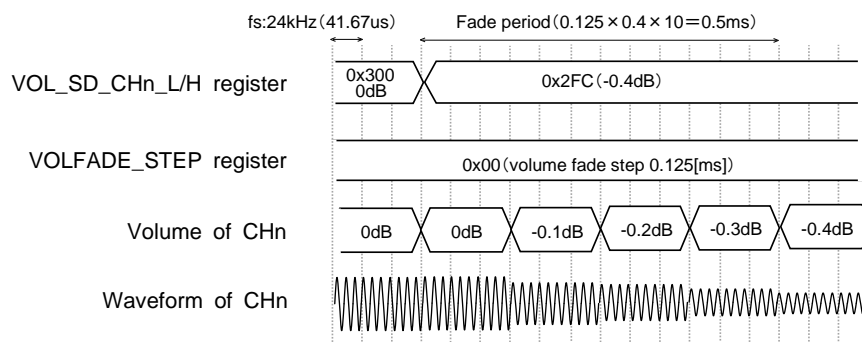 fs:24kHz(41.67us) Fade period(0.125×0.4×10=0.5ms)
VOL_SD_CHn_L/H register 0x300 0dB 0x2FC(-0.4dB)
VOLFADE_STEP register 0x00(volume fade step 0.125[ms])
Volume of CHn 0dB 0dB -0.1dB -0.2dB -0.3dB -0.4dB
Waveform of CHn